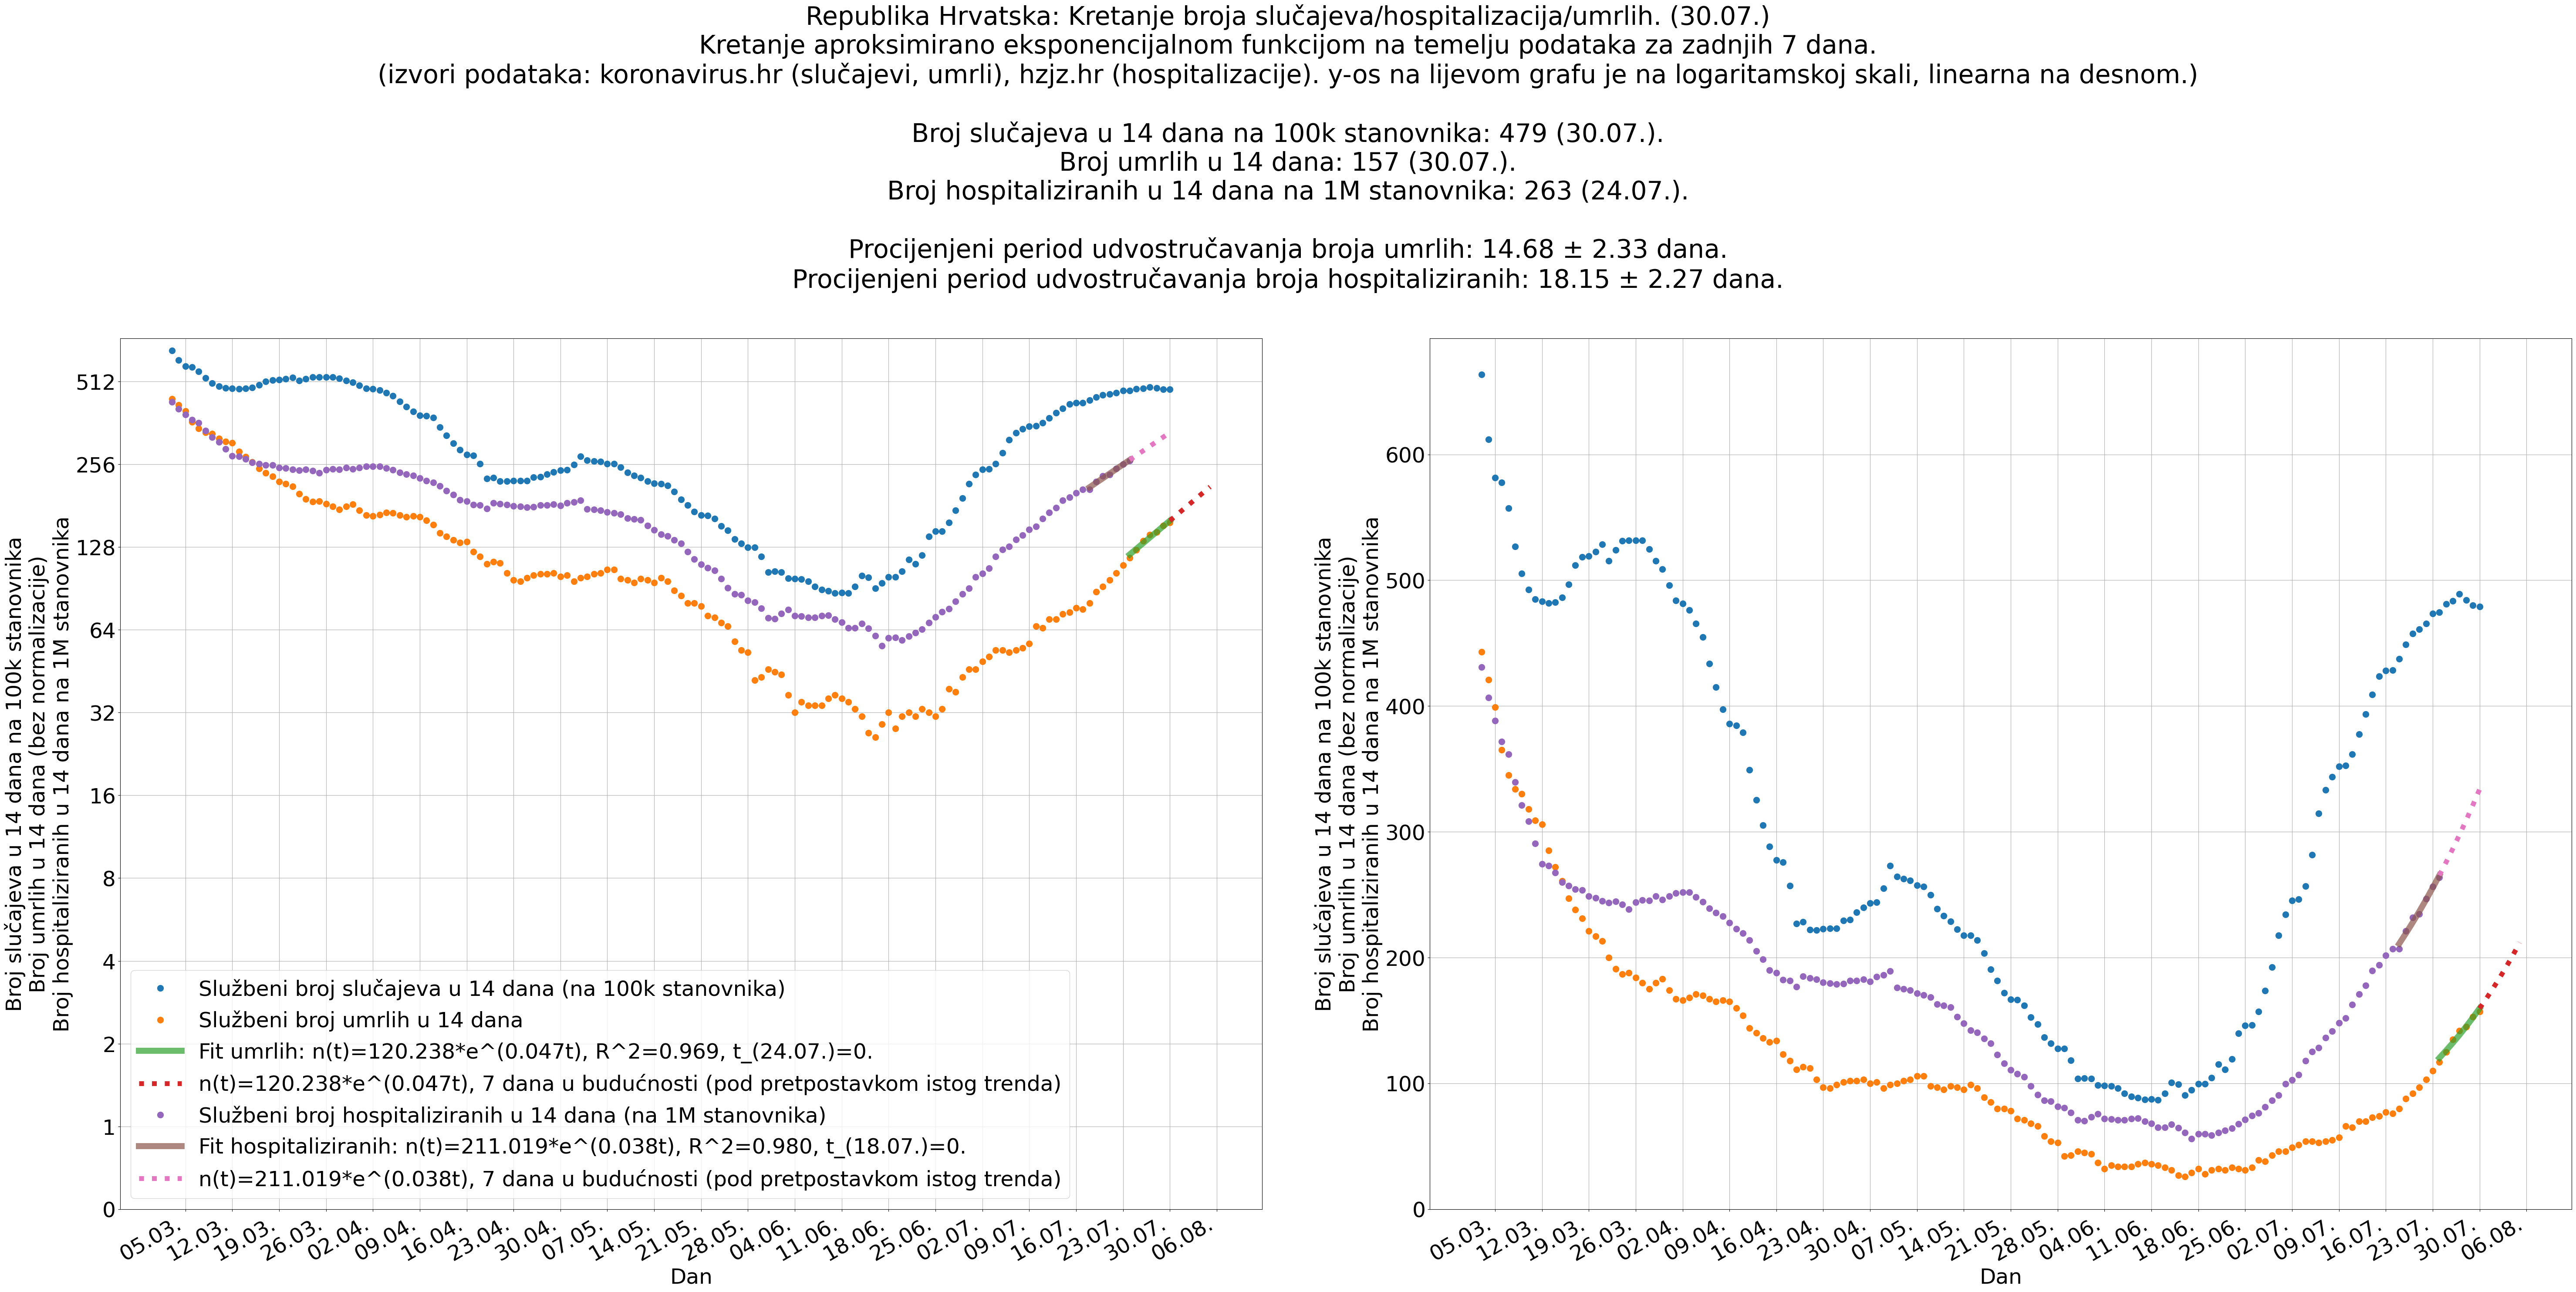 Republika Hrvatska: Kretanje broja slučajeva/hospitalizacija/umrlih. (30.07.)
Kretanje aproksimirano eksponencijalnom funkcijom na temelju podataka za zadnjih 7 dana.
(izvori podataka: koronavirus.hr (slučajevi, umrli), hzjz.hr (hospitalizacije). y-os na lijevom grafu je na logaritamskoj skali, linearna na desnom.)
Broj slučajeva u 14 dana na 100k stanovnika: 479 (30.07.).
Broj umrlih u 14 dana: 157 (30.07.).
Broj hospitaliziranih u 14 dana na 1M stanovnika: 263 (24.07.).
Procijenjeni period udvostručavanja broja umrlih: 14.68 ± 2.33 dana.
Procijenjeni period udvostručavanja broja hospitaliziranih: 18.15 ± 2.27 dana.
Broj slučajeva u 14 dana na 100k stanovnika
Broj umrlih u 14 dana (bez normalizacije)
Broj hospitaliziranih u 14 dana na 1M stanovnika
512
256
128
64
32
16
8
4
2
1
0
Službeni broj slučajeva u 14 dana (na 100k stanovnika)
Službeni broj umrlih u 14 dana
Fit umrlih: n(t)=120.238*e^(0.047t), R^2=0.969, t_(24.07.)=0.
n(t)=120.238*e^(0.047t), 7 dana u budućnosti (pod pretpostavkom istog trenda)
Službeni broj hospitaliziranih u 14 dana (na 1M stanovnika)
Fit hospitaliziranih: n(t)=211.019*e^(0.038t), R^2=0.980, t_(18.07.)=0.
n(t)=211.019*e^(0.038t), 7 dana u budućnosti (pod pretpostavkom istog trenda)
05.03. 12.03. 19.03. 26.03. 02.04. 09.04. 16.04. 23.04. 30.04. 07.05. 14.05. 21.05. 28.05. 04.06. 11.06. 18.06. 25.06. 02.07. 09.07. 16.07. 23.07. 30.07. 06.08.
Dan
Broj slučajeva u 14 dana na 100k stanovnika
Broj umrlih u 14 dana (bez normalizacije)
Broj hospitaliziranih u 14 dana na 1M stanovnika
600
500
400
300
200
100
0
05.03. 12.03. 19.03. 26.03. 02.04. 09.04. 16.04. 23.04. 30.04. 07.05. 14.05. 21.05. 28.05. 04.06. 11.06. 18.06. 25.06. 02.07. 09.07. 16.07. 23.07. 30.07. 06.08.
Dan